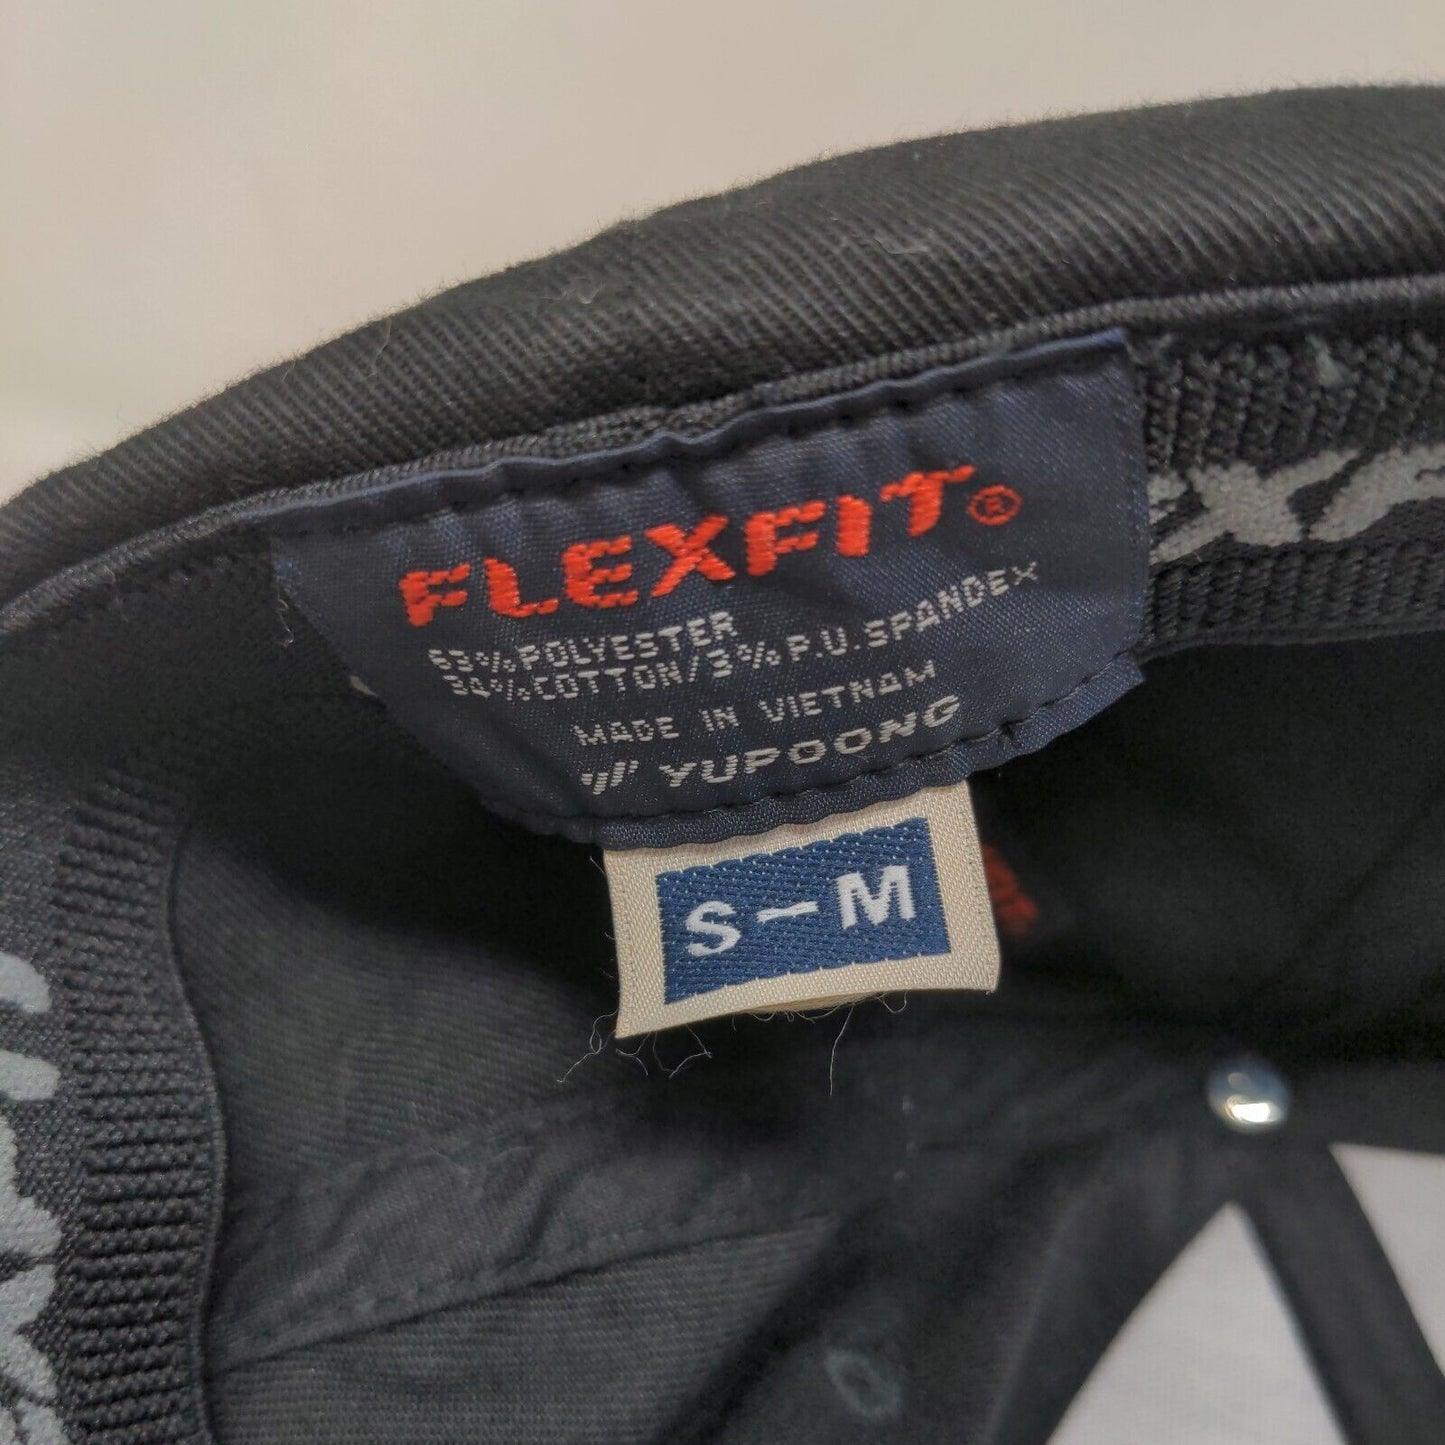 FLEXFIT®
63%POLYESTER
34%COTTON/3%P.U.SPANDEX
MADE IN VIETNAM
YUPOONG
S-M